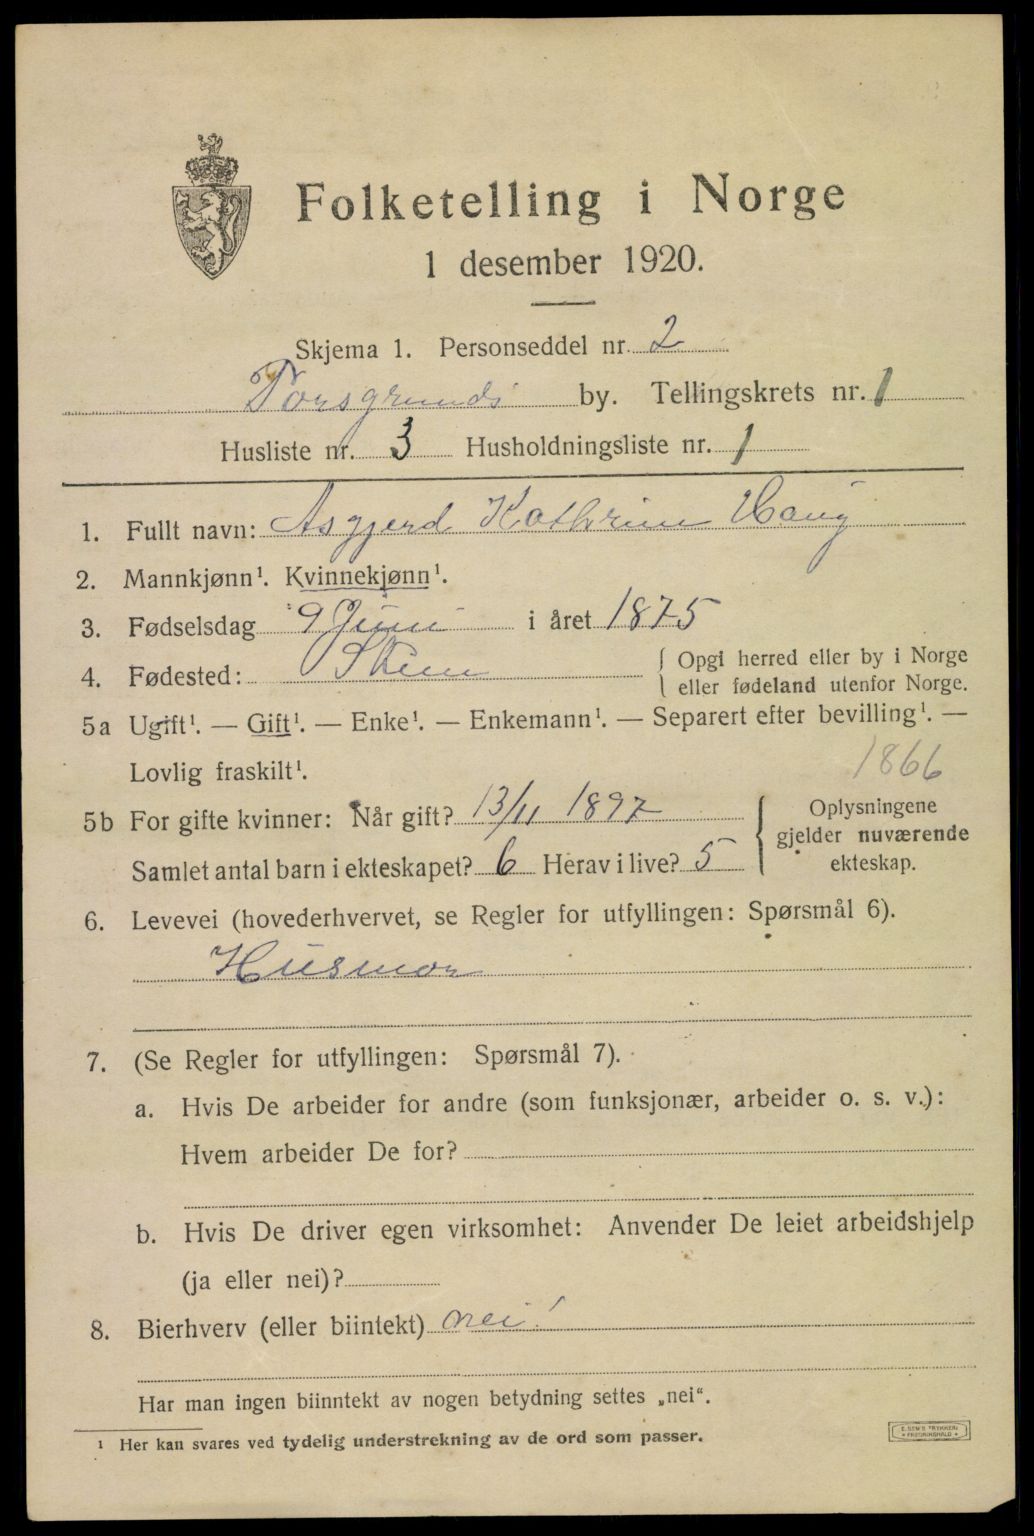 Folketelling i Norge
1 desember 1920.
Skjema 1. Personseddel nr. 2
Porsgrunds by. Tellingskrets nr. 1
Husliste nr. 3 Husholdningsliste nr. 1
1. Fullt navn: Asgjerd Kathrine Haug
2. Mannkjønn¹. Kvinnekjønn¹.
3. Fødselsdag 9 Juni i året 1875
4. Fødested: Skien { Opgi herred eller by i Norge
eller fødeland utenfor Norge.
5a Ugift¹. — Gift¹. — Enke¹. — Enkemann¹. — Separert efter bevilling¹. —
Lovlig fraskilt¹. 1866
5b For gifte kvinner: Når gift? 13/11 1897 { Oplysningene
gjelder nuværende
Samlet antal barn i ekteskapet? 6 Herav i live? 5 ekteskap.
6. Levevei (hovederhvervet, se Regler for utfyllingen: Spørsmål 6).
Husmor
7. (Se Regler for utfyllingen: Spørsmål 7).
a. Hvis De arbeider for andre (som funksjonær, arbeider o. s. v.):
Hvem arbeider De for?
b. Hvis De driver egen virksomhet: Anvender De leiet arbeidshjelp
(ja eller nei)?
8. Bierhverv (eller biintekt) nei!
Har man ingen biinntekt av nogen betydning settes „nei“.
¹ Her kan svares ved tydelig understrekning av de ord som passer.
FREDRIKSHALD